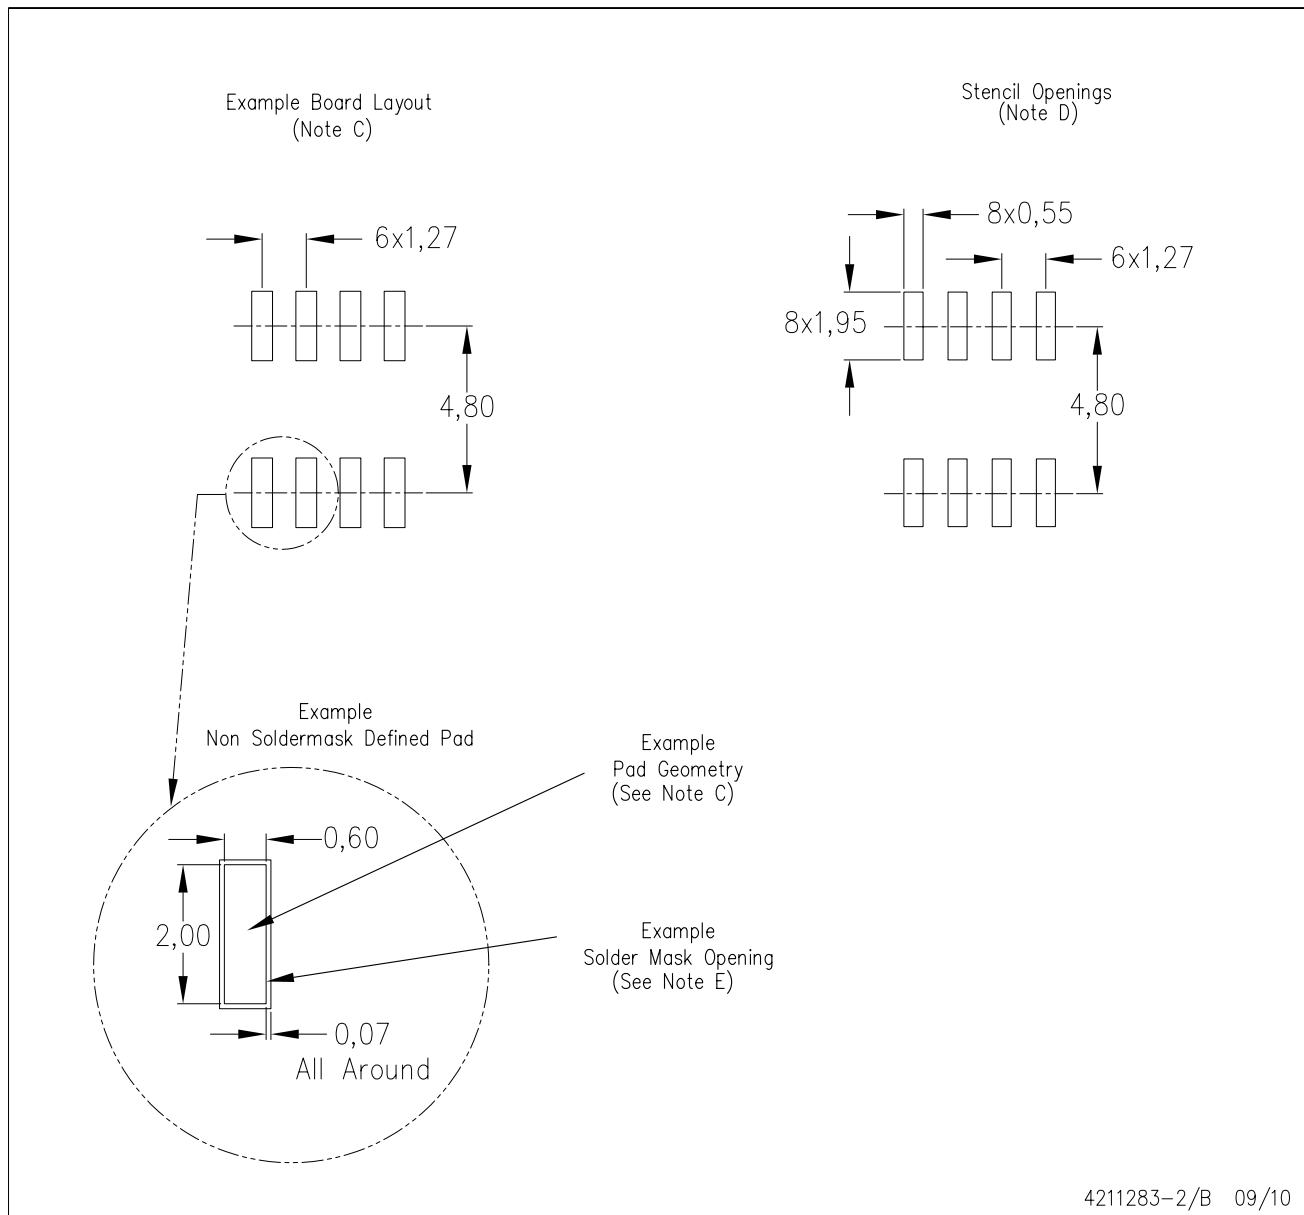 Example Board Layout
(Note C)
6x1,27
4,80
Stencil Openings
(Note D)
8x0,55
6x1,27
8x1,95
4,80
Example
Non Soldermask Defined Pad
0,60
2,00
0,07
All Around
Example
Pad Geometry
(See Note C)
Example
Solder Mask Opening
(See Note E)
4211283-2/B 09/10